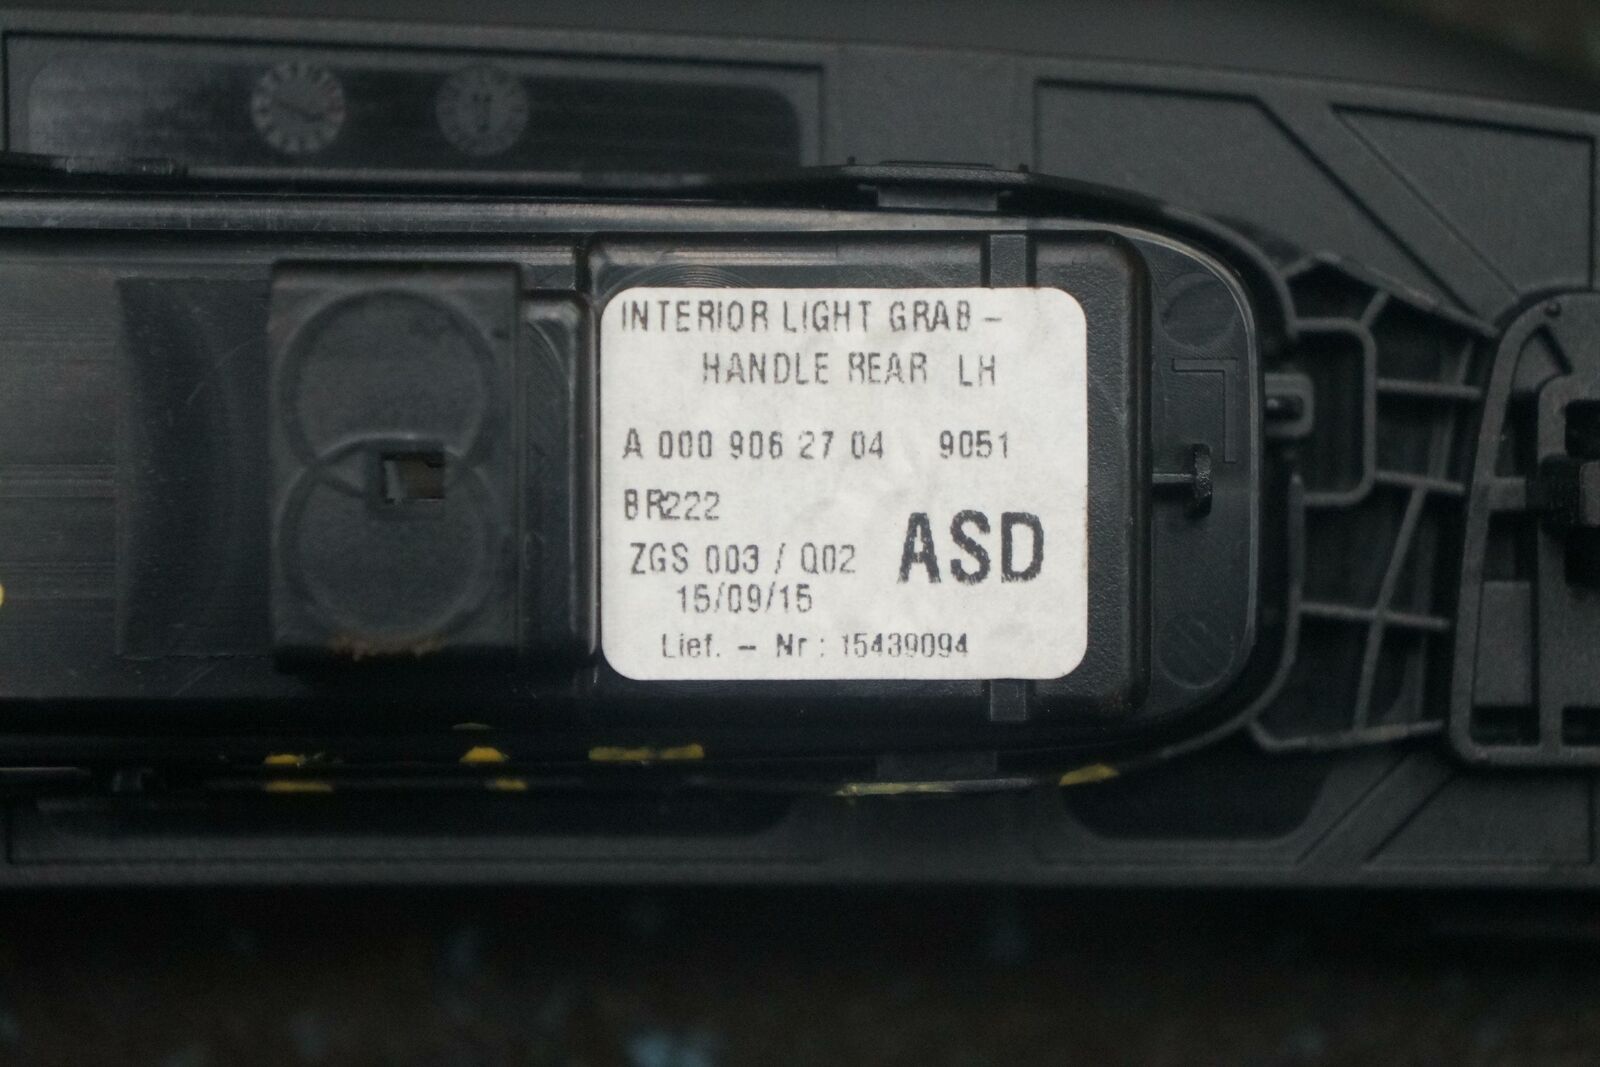 INTERIOR LIGHT GRAB -
HANDLE REAR LH
A 000 906 27 04 9051
BR222
ZGS 003 / Q02
ASD
15/09/15
Lief. - Nr : 15439094
L